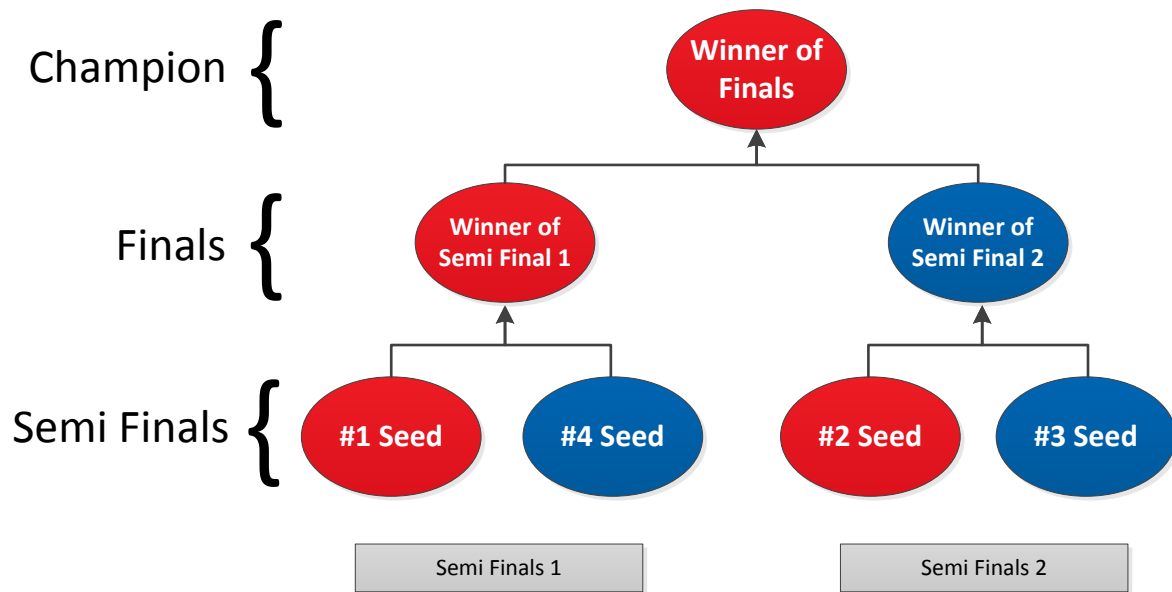 Champion
Winner of
Finals
Finals
Winner of
Semi Final 1
Winner of
Semi Final 2
Semi Finals
#1 Seed
#4 Seed
#2 Seed
#3 Seed
Semi Finals 1
Semi Finals 2